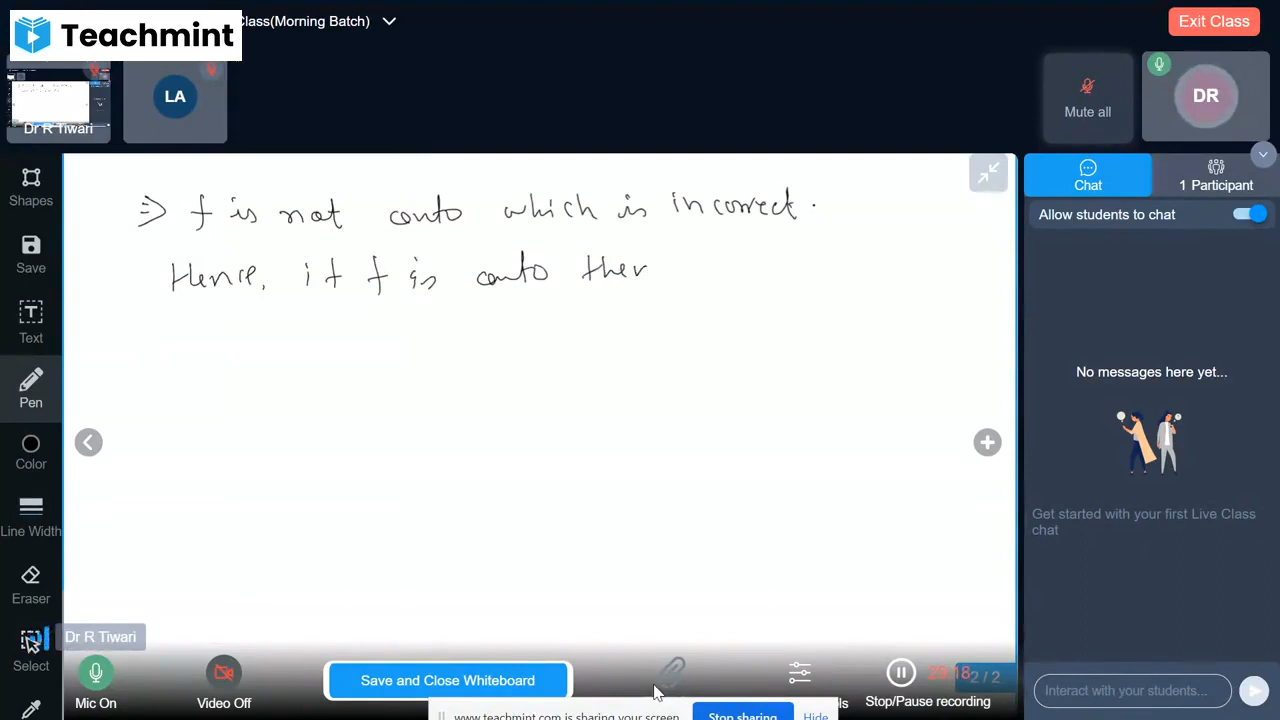 Teachmint
Class(Morning Batch)
Exit Class
Dr R Tiwari
LA
Mute all
DR
Chat
1 Participant
Allow students to chat
Shapes
Save
Text
Pen
Color
Line Width
Eraser
Select
⇒ f is not onto which is incorrect.
Hence, if f is onto then
No messages here yet...
Get started with your first Live Class
chat
Dr R Tiwari
Mic On
Video Off
Save and Close Whiteboard
29:18
2 / 2
Stop/Pause recording
Interact with your students...
www.teachmint.com is sharing your screen.
Stop sharing
Hide